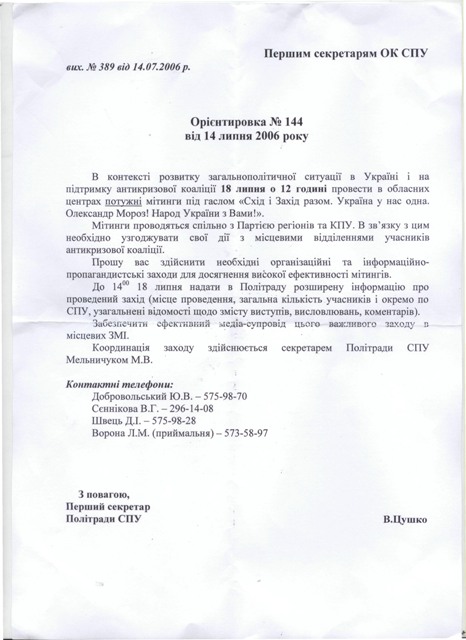 Першим секретарям ОК СПУ
вих. № 389 від 14.07.2006 р.
Орієнтировка № 144
від 14 липня 2006 року
В контексті розвитку загальнополітичної ситуації в Україні і на
підтримку антикризової коаліції 18 липня о 12 годині провести в обласних
центрах потужні мітинги під гаслом «Схід і Захід разом. Україна у нас одна.
Олександр Мороз! Народ України з Вами!».
Мітинги проводяться спільно з Партією регіонів та КПУ. В зв`язку з цим
необхідно узгоджувати свої дії з місцевими відділеннями учасників
антикризової коаліції.
Прошу вас здійснити необхідні організаційні та інформаційно-
пропагандистські заходи для досягнення високої ефективності мітингів.
До 14⁰⁰ 18 липня надати в Політраду розширену інформацію про
проведений захід (місце проведення, загальна кількість учасників і окремо по
СПУ, узагальнені відомості щодо змісту виступів, висловлювань, коментарів).
Забезпечити ефективний медіа-супровід цього важливого заходу в
місцевих ЗМІ.
Координація заходу здійснюється секретарем Політради СПУ
Мельничуком М.В.
Контактні телефони:
Добровольський Ю.В. – 575-98-70
Сєннікова В.Г. – 296-14-08
Швець Д.І. – 575-98-28
Ворона Л.М. (приймальня) – 573-58-97
З повагою,
Перший секретар
Політради СПУ В.Цушко